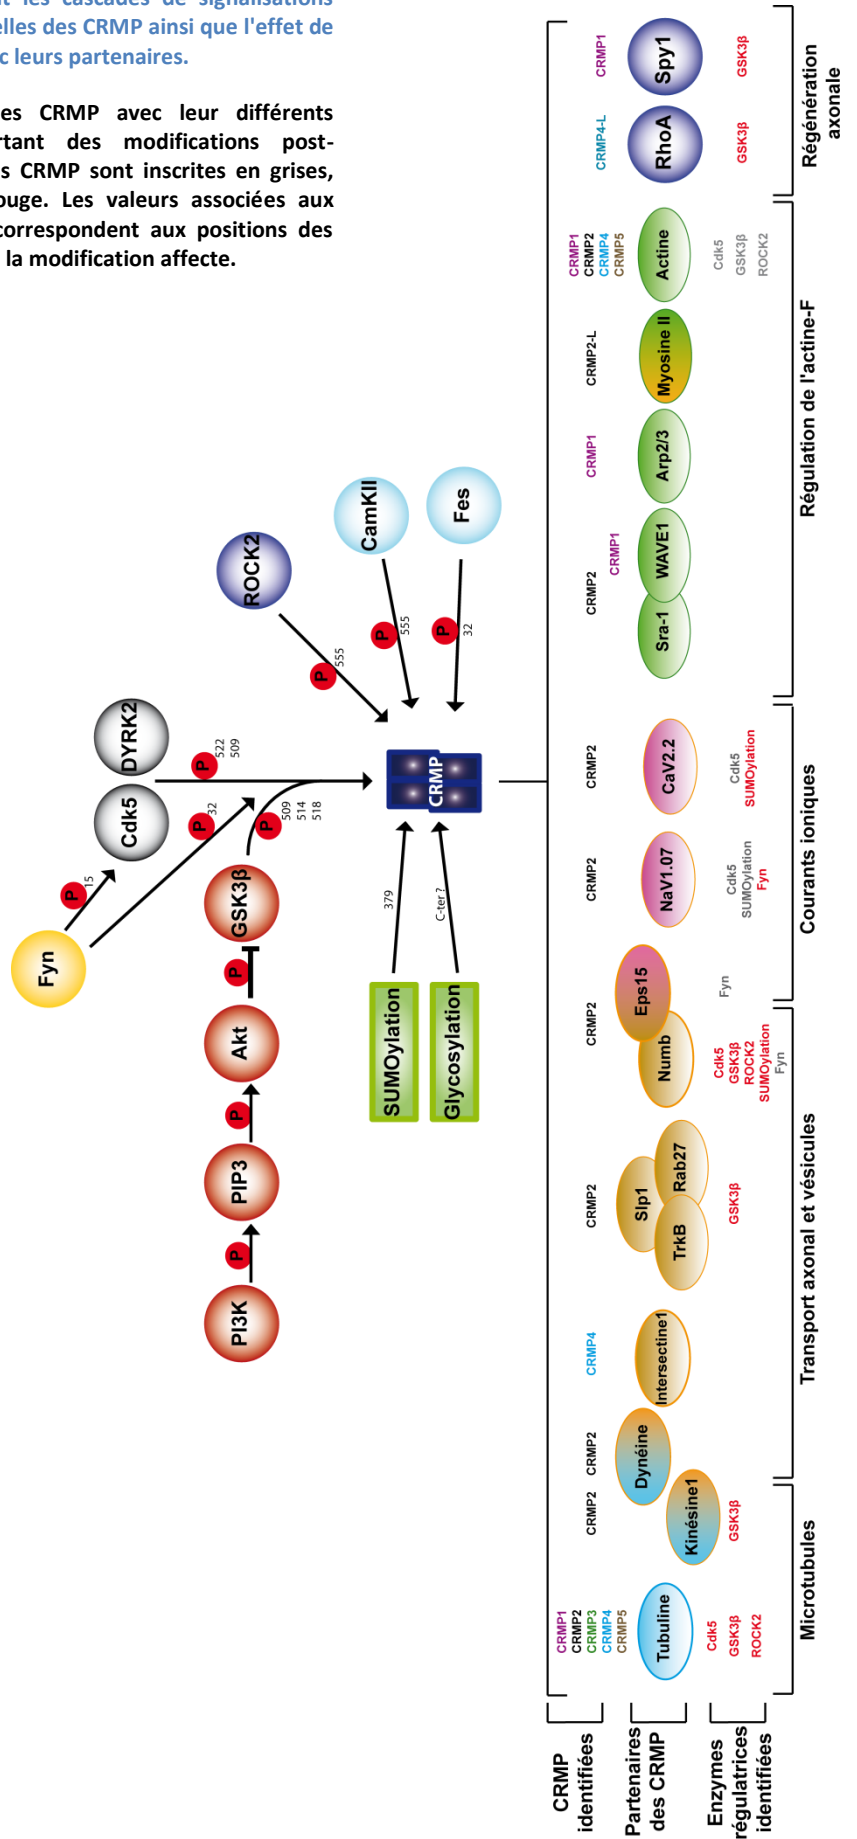 t les cascades de signalisations
elles des CRMP ainsi que l'effet de
c leurs partenaires.
es CRMP avec leur différents
rtant des modifications post-
s CRMP sont inscrites en grises,
ouge. Les valeurs associées aux
correspondent aux positions des
la modification affecte.
Fyn
P
15
Cdk5
DYRK2
P
32
P
522
509
PI3K
P
PIP3
P
Akt
P
GSK3β
P
509
514
518
ROCK2
P
555
CamKII
P
555
Fes
P
32
SUMOylation
379
Glycosylation
C-ter ?
CRMP
CRMP
identifiées
CRMP1
CRMP2
CRMP3
CRMP4
CRMP5
CRMP2
CRMP2
CRMP4
CRMP2
CRMP2
CRMP2
CRMP2
CRMP2
CRMP1
CRMP1
CRMP2-L
CRMP1
CRMP2
CRMP4
CRMP5
CRMP4-L
CRMP1
Partenaires
des CRMP
Tubuline
Kinésine1
Dynéine
Intersectine1
TrkB
Slp1
Rab27
Numb
Eps15
NaV1.07
CaV2.2
Sra-1
WAVE1
Arp2/3
Myosine II
Actine
RhoA
Spy1
Enzymes
régulatrices
identifiées
Cdk5
GSK3β
ROCK2
GSK3β
GSK3β
Cdk5
GSK3β
ROCK2
SUMOylation
Fyn
Fyn
Cdk5
SUMOylation
Fyn
Cdk5
SUMOylation
Cdk5
GSK3β
ROCK2
GSK3β
GSK3β
Microtubules
Transport axonal et vésicules
Courants ioniques
Régulation de l'actine-F
Régénération
axonale